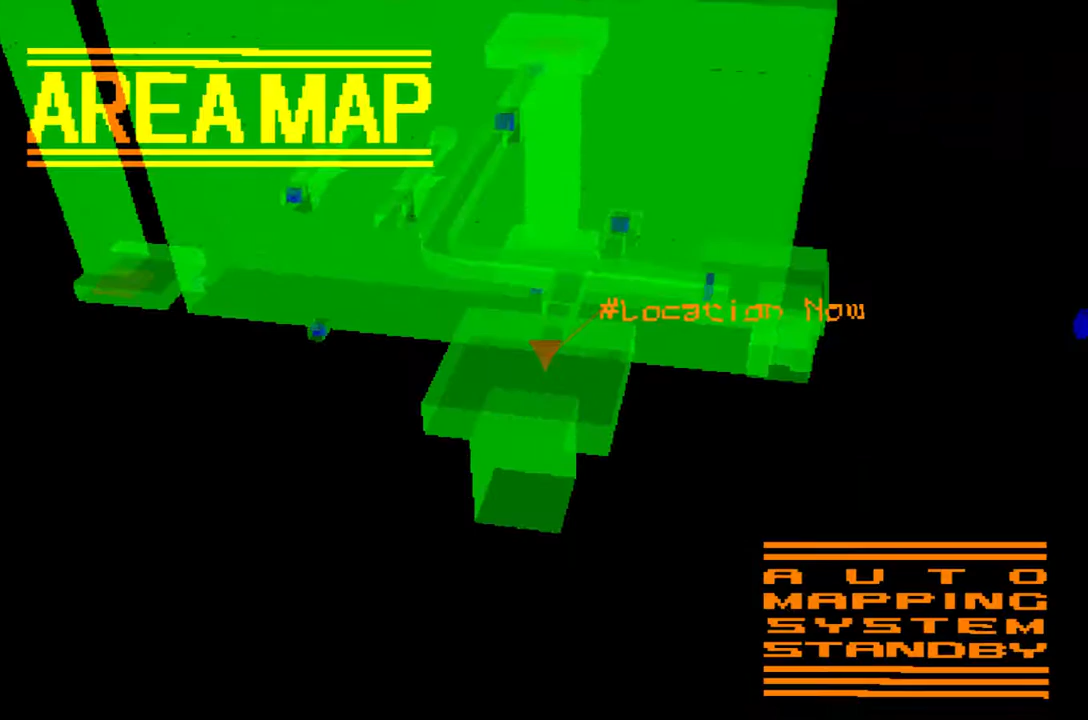 AREA MAP
#Location Now
AUTO
MAPPING
SYSTEM
STANDBY